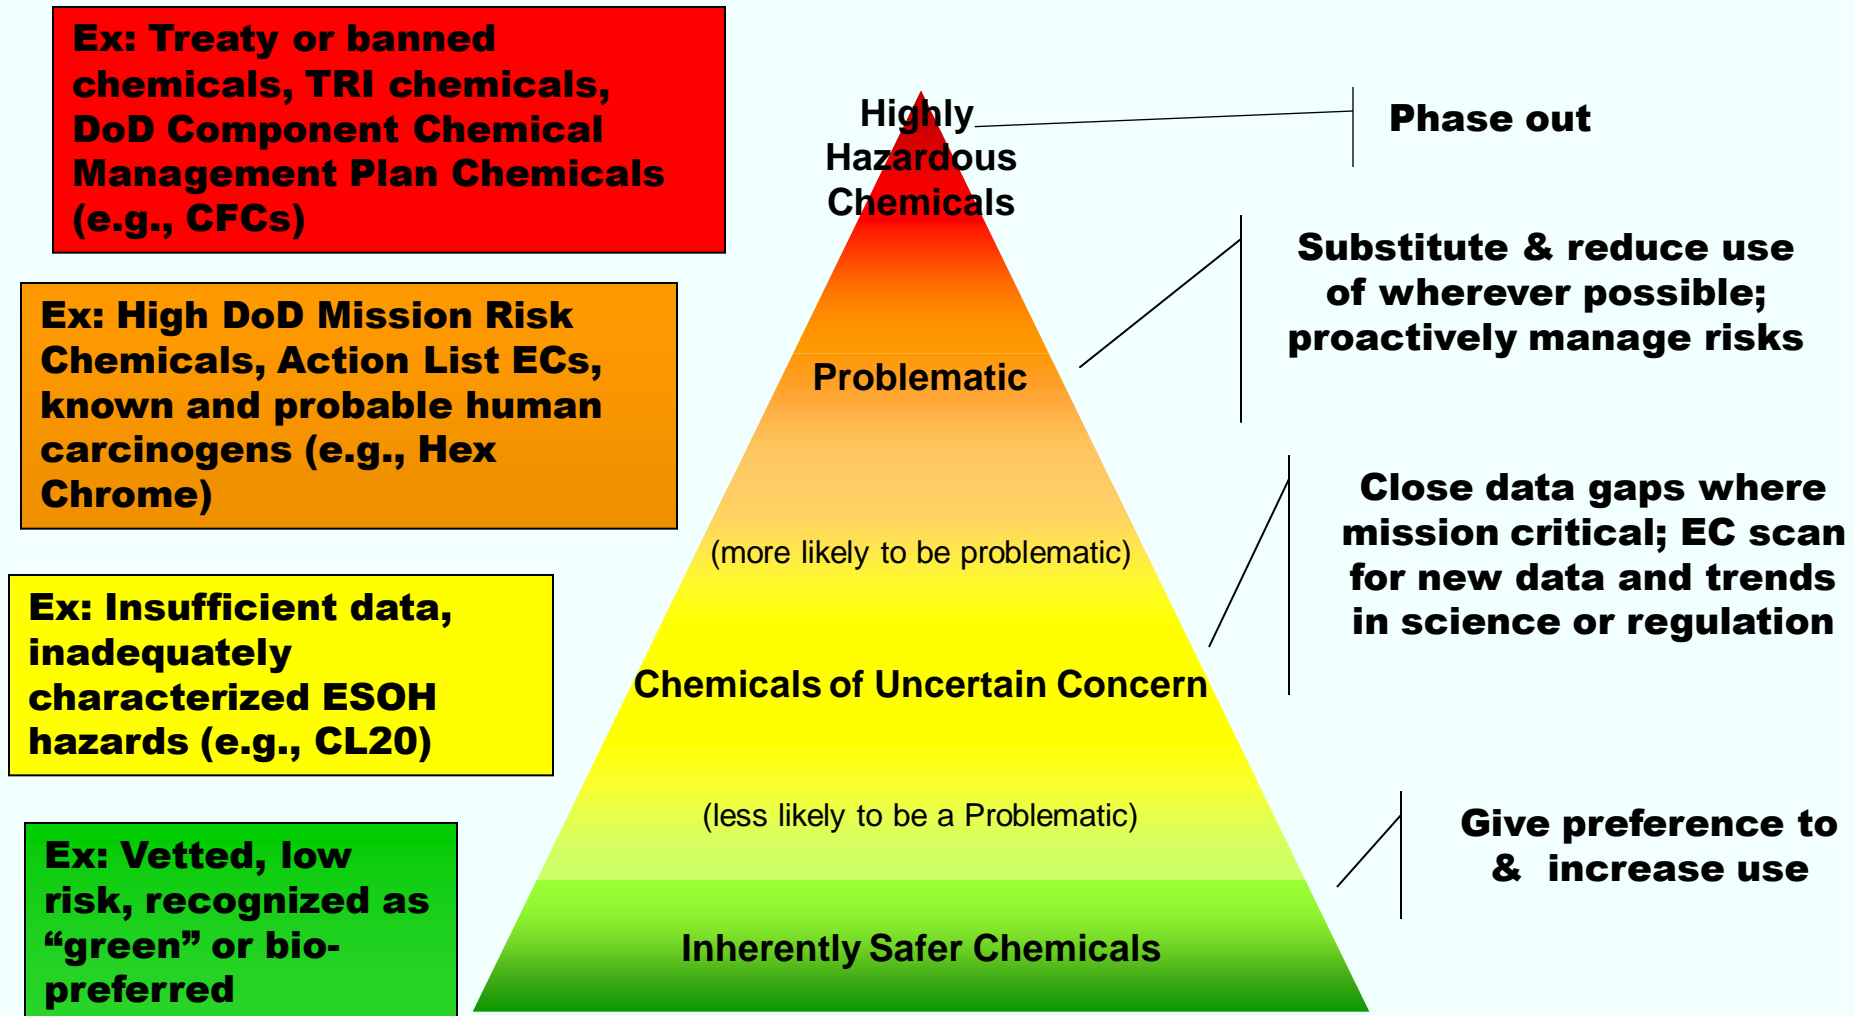 Ex: Treaty or banned
chemicals, TRI chemicals,
DoD Component Chemical
Management Plan Chemicals
(e.g., CFCs)
Highly
Hazardous
Chemicals
Phase out
Ex: High DoD Mission Risk
Chemicals, Action List ECs,
known and probable human
carcinogens (e.g., Hex
Chrome)
Problematic
Substitute & reduce use
of wherever possible;
proactively manage risks
(more likely to be problematic)
Ex: Insufficient data,
inadequately
characterized ESOH
hazards (e.g., CL20)
Chemicals of Uncertain Concern
Close data gaps where
mission critical; EC scan
for new data and trends
in science or regulation
(less likely to be a Problematic)
Ex: Vetted, low
risk, recognized as
“green” or bio-
preferred
Inherently Safer Chemicals
Give preference to
& increase use